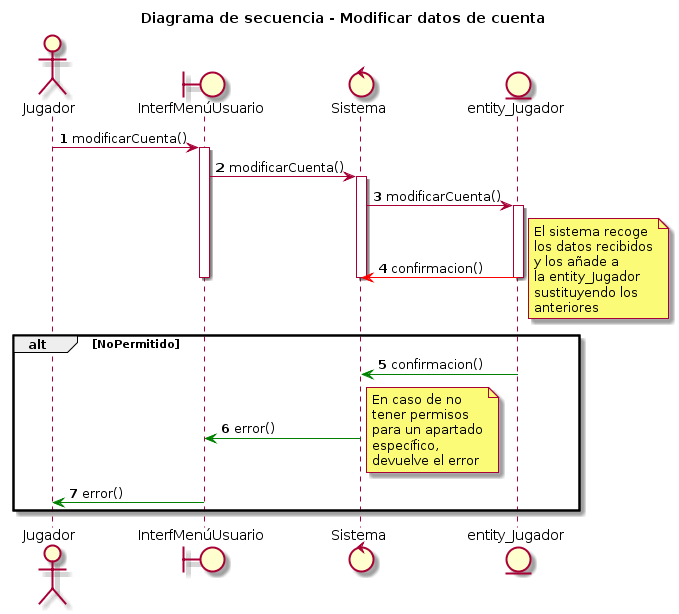 Diagrama de secuencia - Modificar datos de cuenta
Jugador
InterfMenúUsuario
Sistema
entity_Jugador
1 modificarCuenta()
2 modificarCuenta()
3 modificarCuenta()
El sistema recoge
los datos recibidos
y los añade a
la entity_Jugador
sustituyendo los
anteriores
4 confirmacion()
alt [NoPermitido]
5 confirmacion()
En caso de no
tener permisos
para un apartado
específico,
devuelve el error
6 error()
7 error()
Jugador
InterfMenúUsuario
Sistema
entity_Jugador